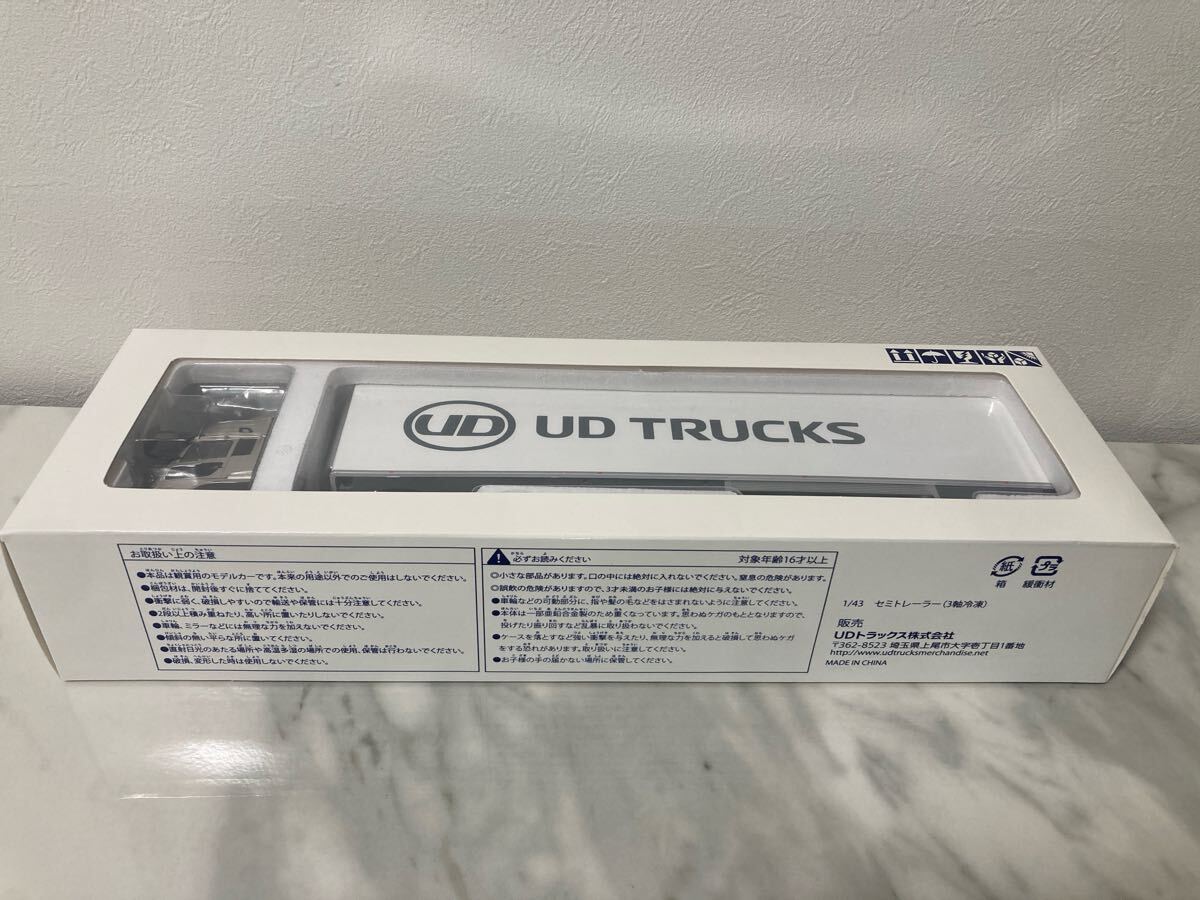 UD UD TRUCKS
お取扱い上の注意
●本品は観賞用のモデルカーです。本来の用途以外でのご使用はしないでください。
●梱包材は、開封後すぐに捨ててください。
●衝撃に弱く、破損しやすいので輸送や保管には十分注意してください。
●2段以上積み重ねたり、高い所に置いたりしないでください。
●車輪、ミラーなどには無理な力を加えないでください。
●傾斜の無い平らな所に置いてください。
●直射日光のあたる場所や高温多湿の場所での使用、保管は行わないでください。
●破損、変形した時は使用しないでください。
必ずお読みください 対象年齢16才以上
◎小さな部品があります。口の中には絶対に入れないでください。窒息の危険があります。
◎誤飲の危険がありますので、3才未満のお子様には絶対に与えないでください。
●車輪などの可動部分に、指や髪の毛などをはさまれないように注意してください。
●本体は一部亜鉛合金製のため重くなっています。思わぬケガのもととなりますので、
投げたり振り回すなど乱暴に取り扱わないでください。
●ケースを落とすなど強い衝撃を与えたり、無理な力を加えると破損して思わぬケガ
をする恐れがあります。取り扱いに注意してください。
●お子様の手の届かない場所に保管してください。
紙 プラ
箱 緩衝材
1/43 セミトレーラー(3軸冷凍)
販売
UDトラックス株式会社
〒362-8523 埼玉県上尾市大字壱丁目1番地
http://www.udtrucksmerchandise.net
MADE IN CHINA